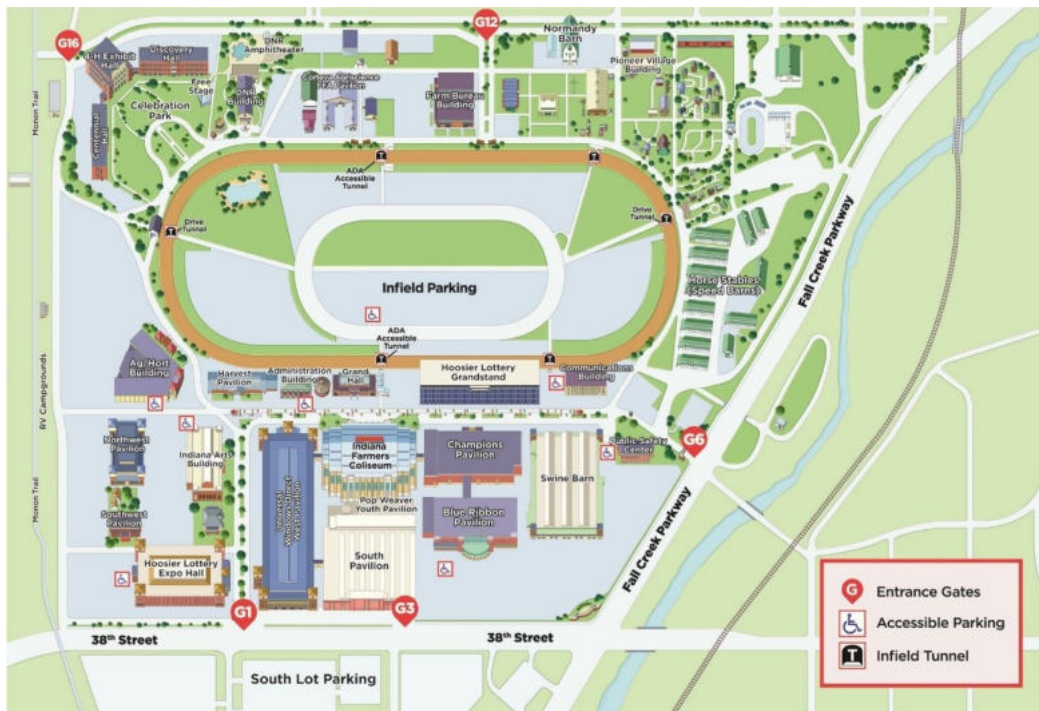 G16
G12
4-H Exhibit
Hall
Discovery
Hall
DNR
Amphitheater
Normandy
Barn
Pioneer Village
Building
Free
Stage
DNR
Building
FFA Pavilion
Farm Bureau
Building
Monon Trail
Celebration
Park
Centennial
Hall
ADA
Accessible
Tunnel
Drive
Tunnel
Drive
Tunnel
Fall Creek Parkway
Infield Parking
Horse Stables
(Speed Barns)
ADA
Accessible
Tunnel
RV Campgrounds
Ag/Hort
Building
Harvest
Pavilion
Administration
Building
Grand
Hall
Hoosier Lottery
Grandstand
Communications
Building
Northwest
Pavilion
Indiana Arts
Building
Indiana
Farmers
Coliseum
Champions
Pavilion
Swine Barn
Public Safety
Center
G6
Pop Weaver
Youth Pavilion
Blue Ribbon
Pavilion
West Pavilion
South
Pavilion
Southwest
Pavilion
Monon Trail
Hoosier Lottery
Expo Hall
Fall Creek Parkway
G1
G3
38th Street
38th Street
South Lot Parking
G Entrance Gates
Accessible Parking
T Infield Tunnel